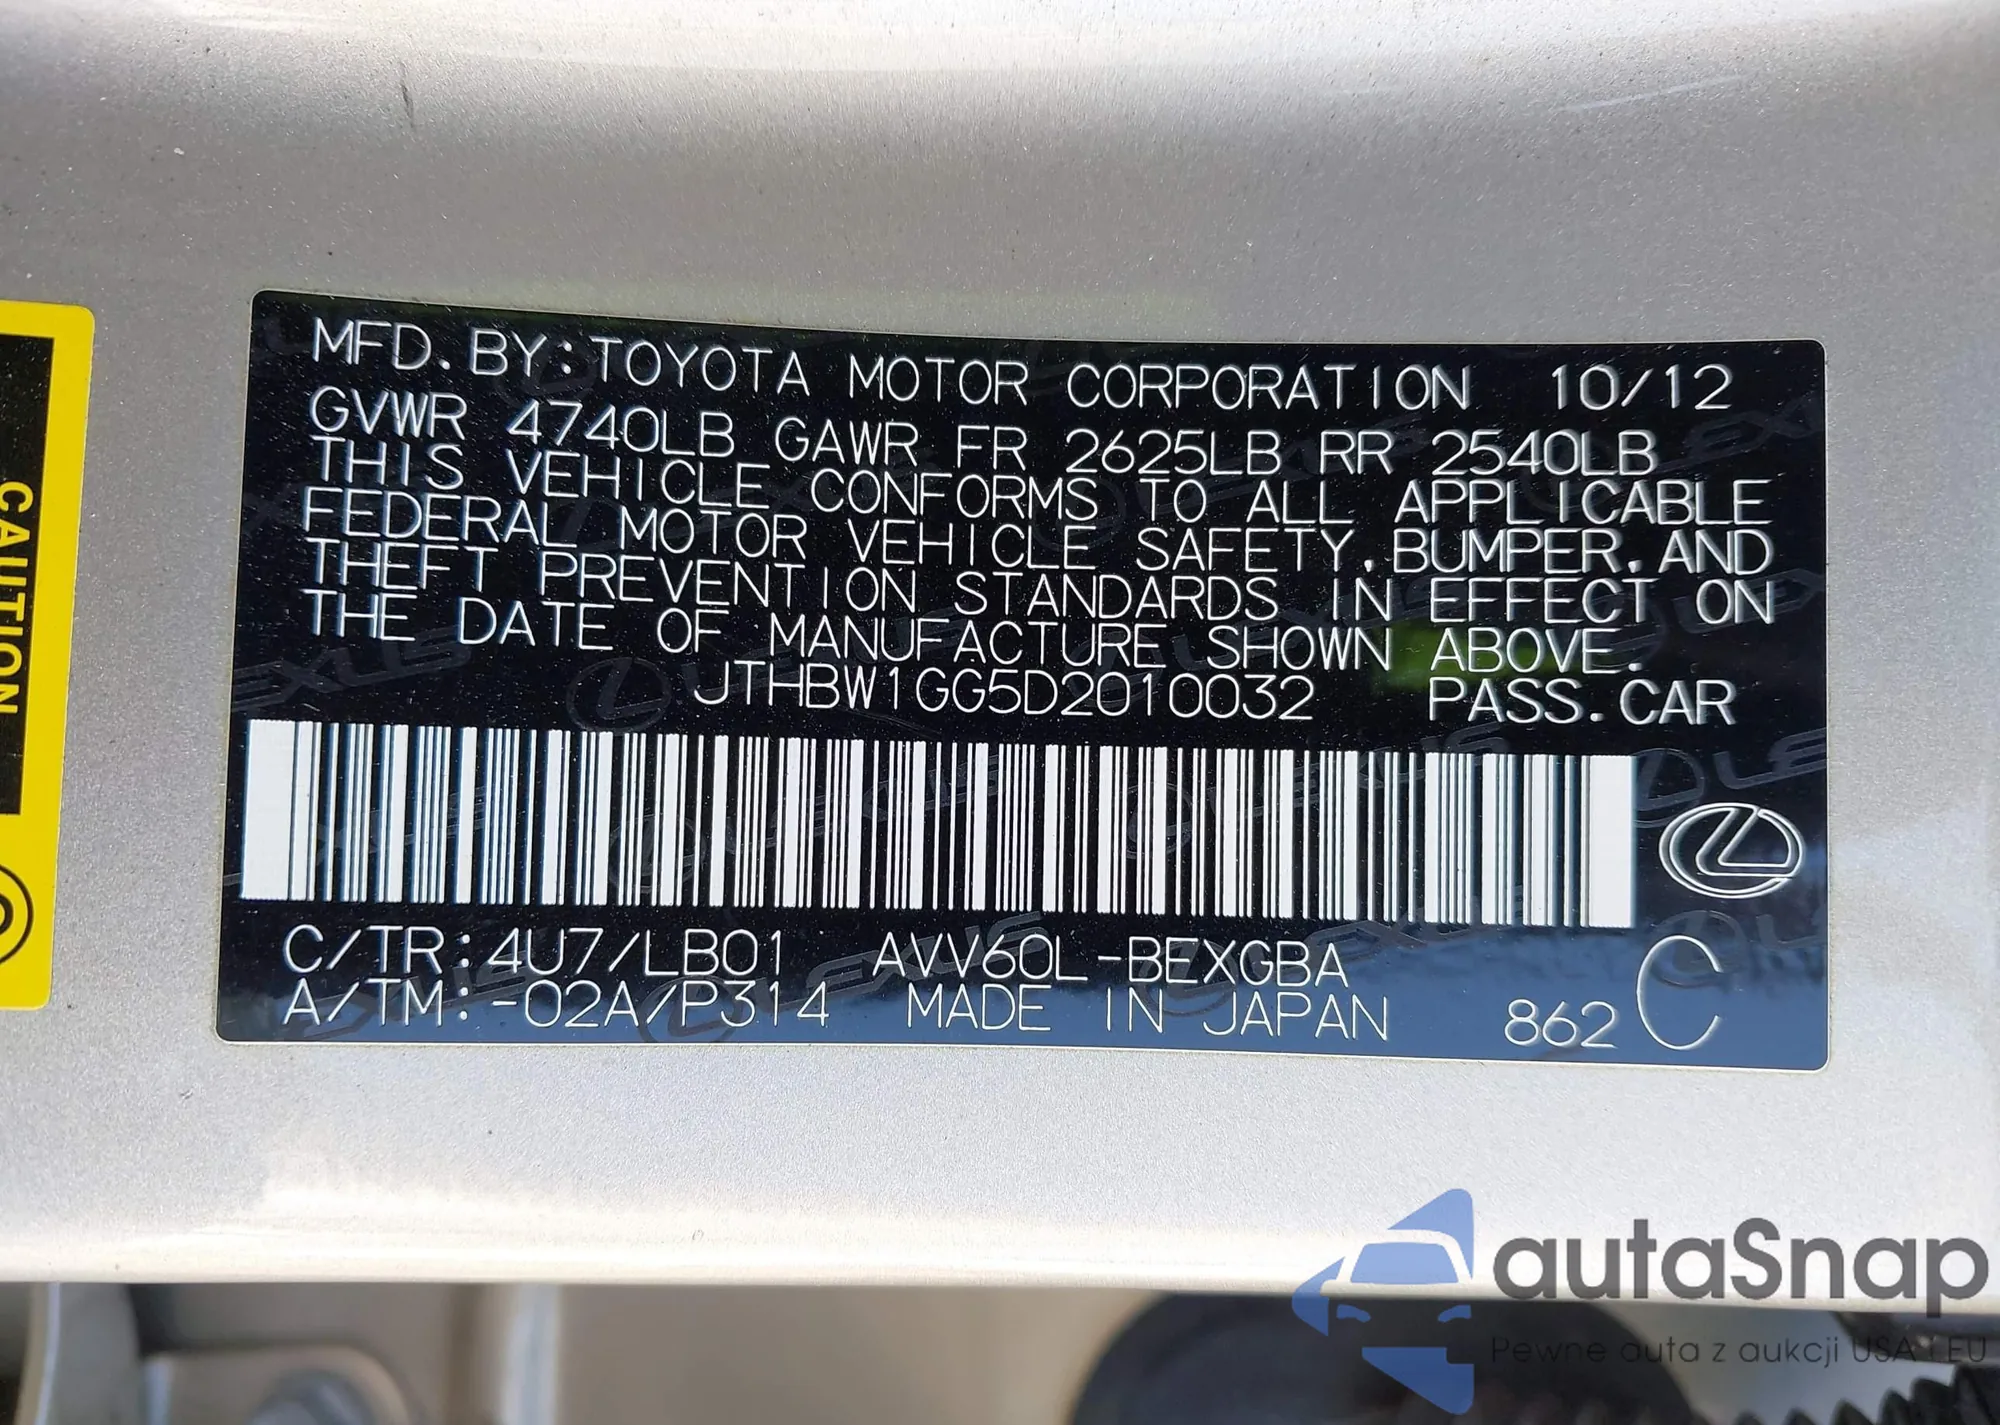 MFD. BY: TOYOTA MOTOR CORPORATION 10/12
GVWR 4740LB GAWR FR 2625LB RR 2540LB
THIS VEHICLE CONFORMS TO ALL APPLICABLE
FEDERAL MOTOR VEHICLE SAFETY, BUMPER, AND
THEFT PREVENTION STANDARDS IN EFFECT ON
THE DATE OF MANUFACTURE SHOWN ABOVE.
JTHBW1GG5D2010032 PASS. CAR
C/TR: 4U7/LB01 AVV60L-BEXGBA
A/TM: -02A/P314 MADE IN JAPAN 862 C
CAUTION
autaSnap
Pewne auta z aukcji USA i EU